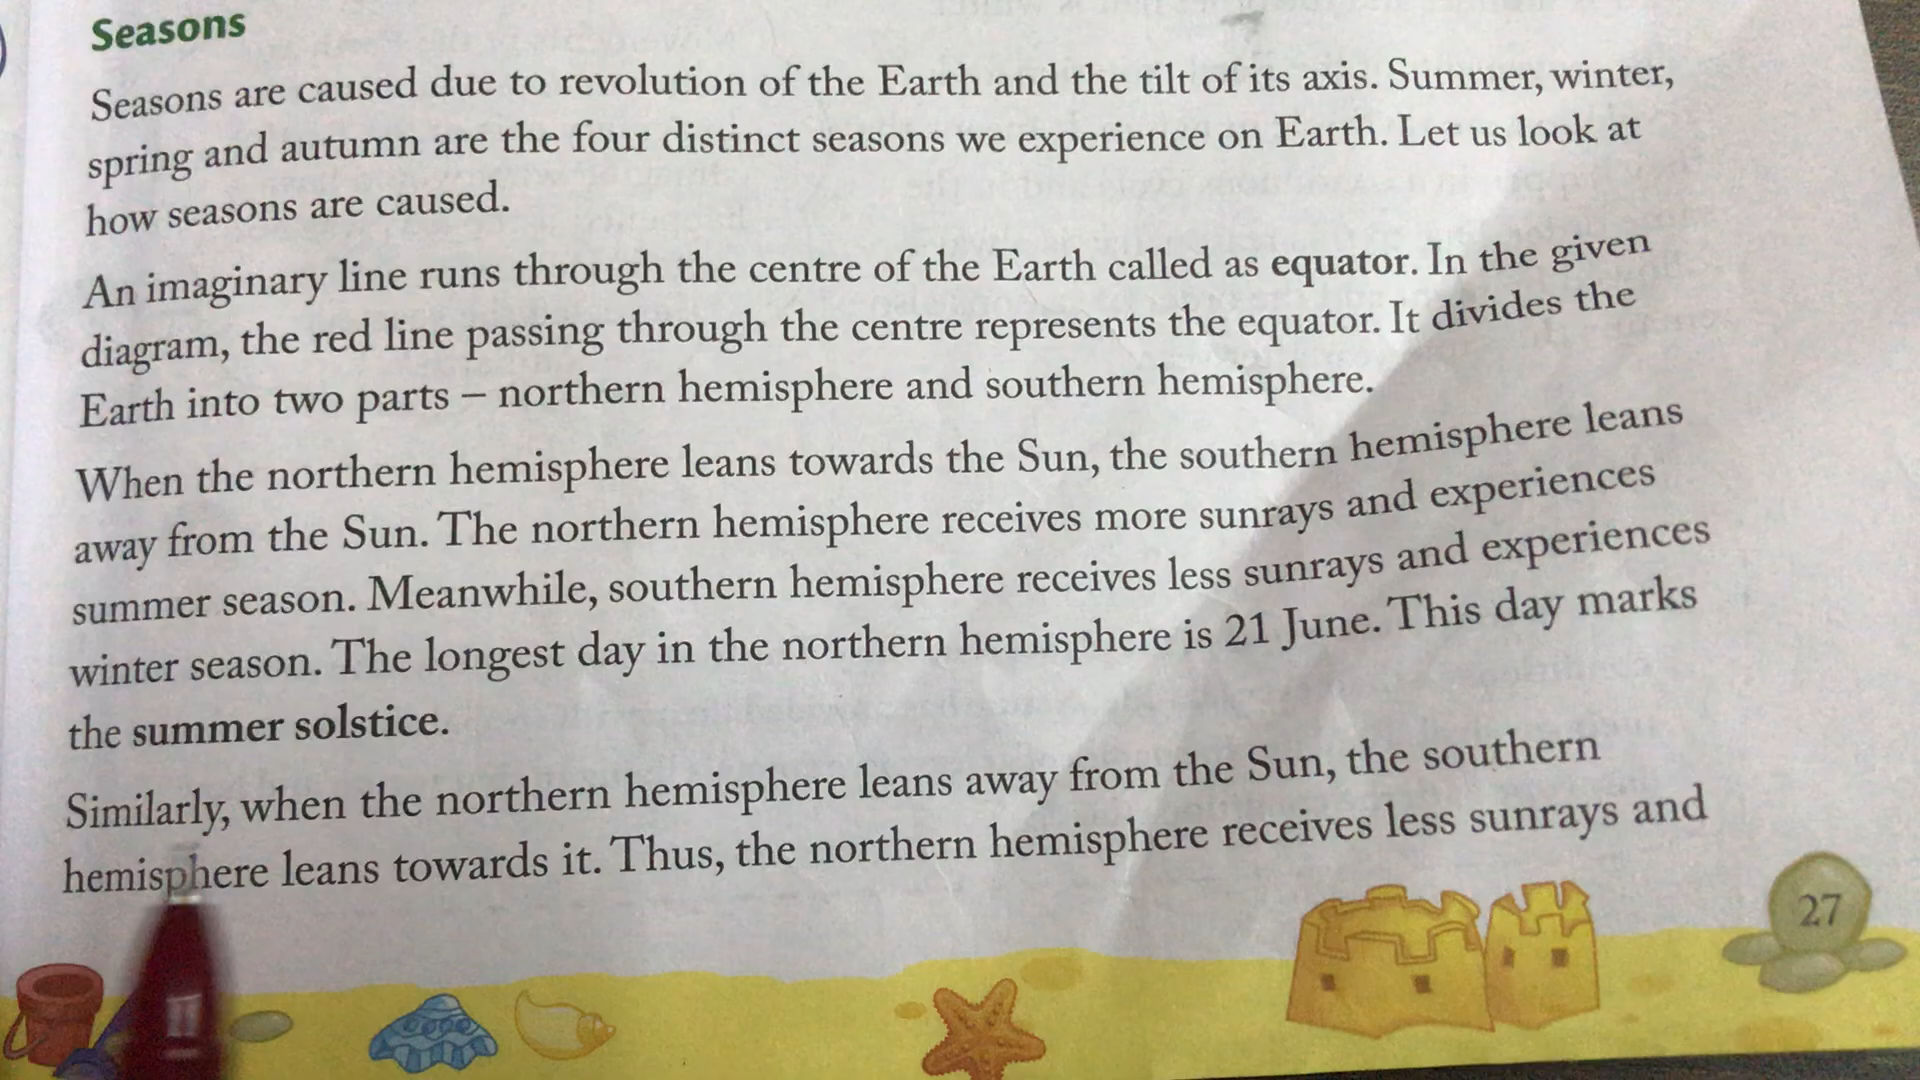 Seasons
Seasons are caused due to revolution of the Earth and the tilt of its axis. Summer, winter,
spring and autumn are the four distinct seasons we experience on Earth. Let us look at
how seasons are caused.
An imaginary line runs through the centre of the Earth called as equator. In the given
diagram, the red line passing through the centre represents the equator. It divides the
Earth into two parts – northern hemisphere and southern hemisphere.
When the northern hemisphere leans towards the Sun, the southern hemisphere leans
away from the Sun. The northern hemisphere receives more sunrays and experiences
summer season. Meanwhile, southern hemisphere receives less sunrays and experiences
winter season. The longest day in the northern hemisphere is 21 June. This day marks
the summer solstice.
Similarly, when the northern hemisphere leans away from the Sun, the southern
hemisphere leans towards it. Thus, the northern hemisphere receives less sunrays and
27